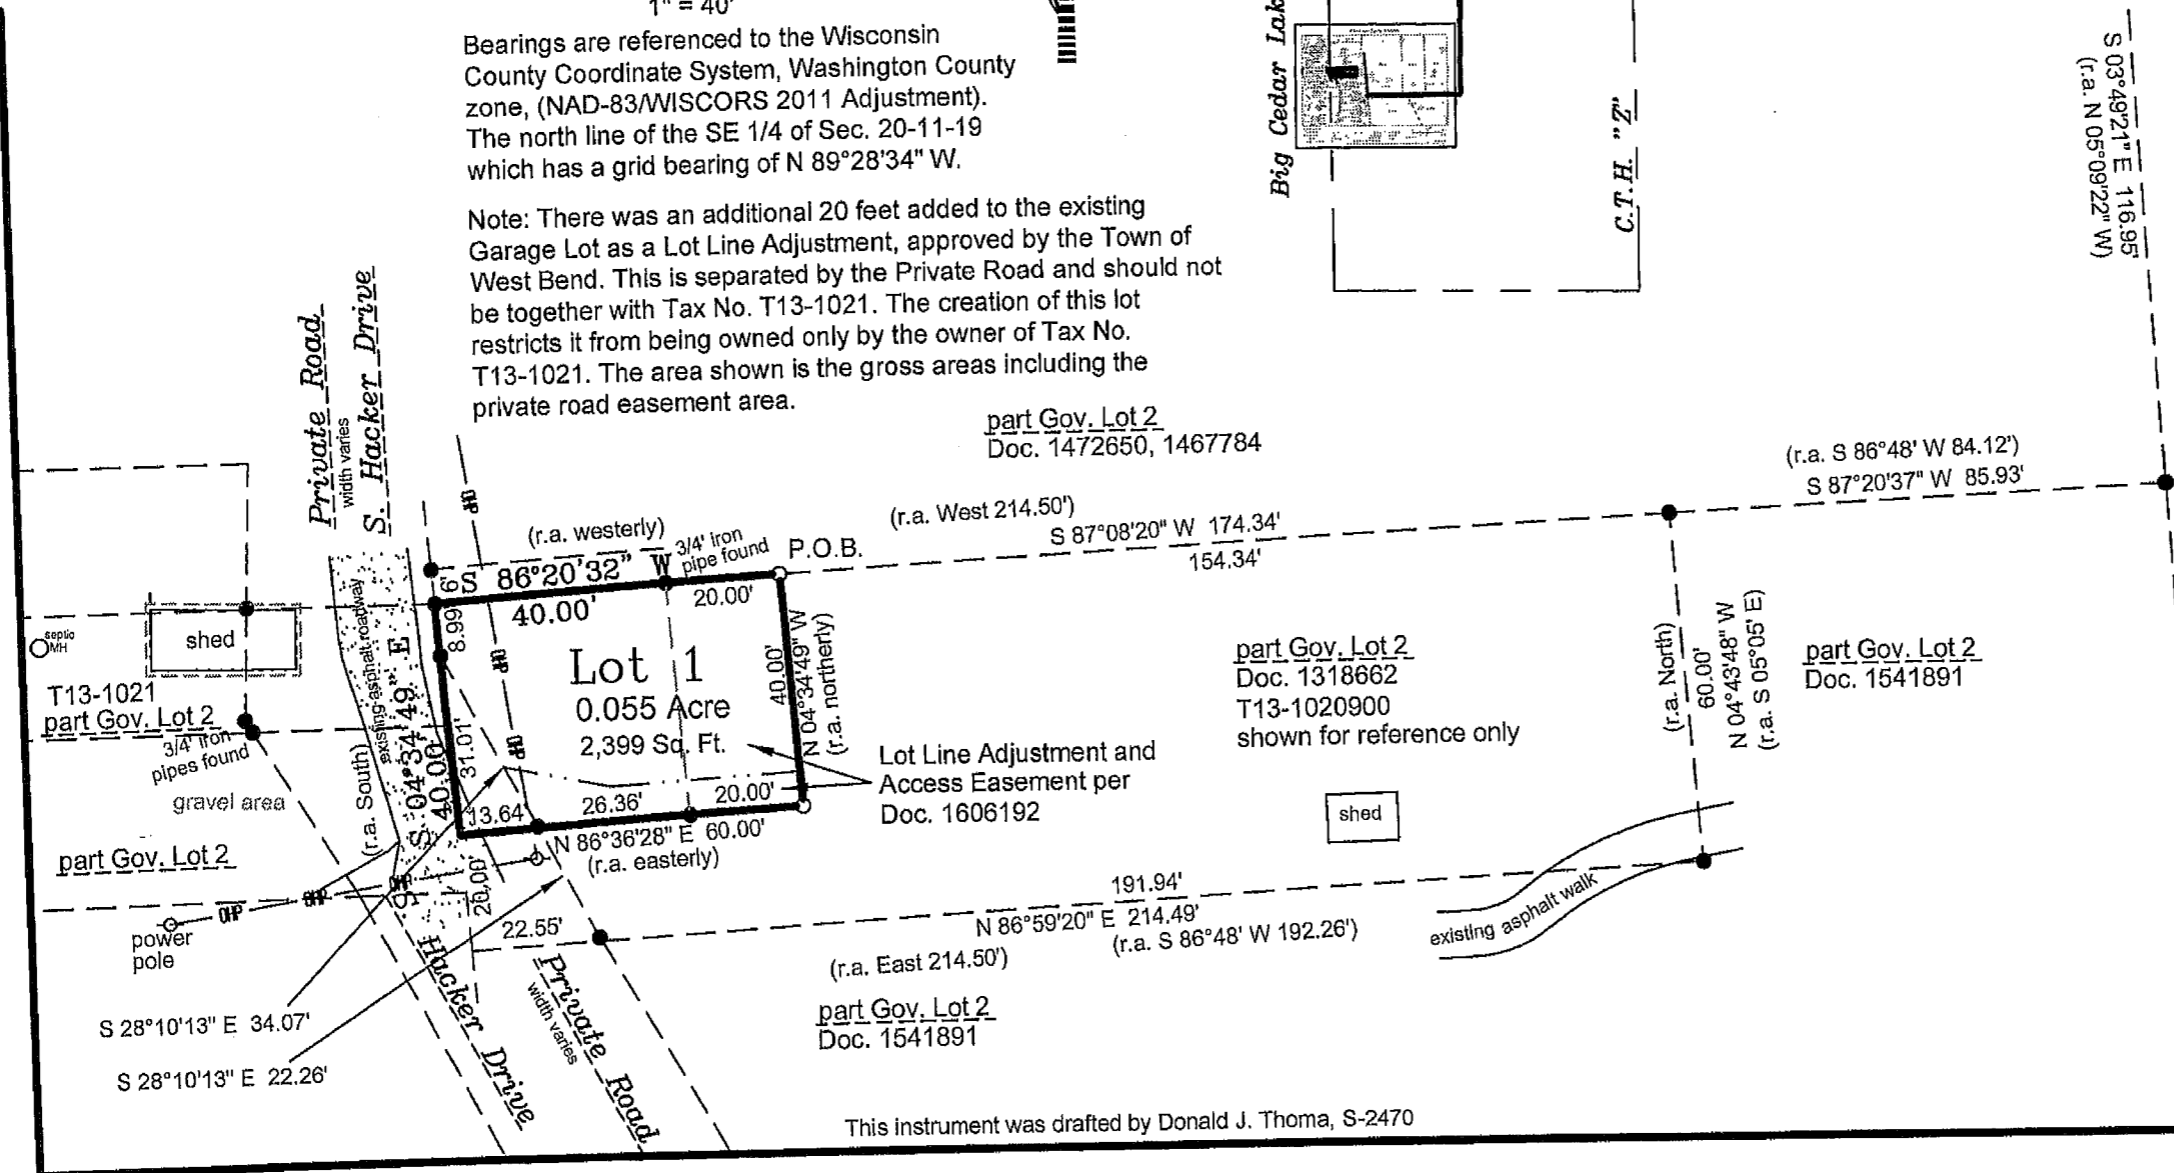 1" = 40'
Bearings are referenced to the Wisconsin
County Coordinate System, Washington County
zone, (NAD-83/WISCORS 2011 Adjustment).
The north line of the SE 1/4 of Sec. 20-11-19
which has a grid bearing of N 89°28'34" W.
Note: There was an additional 20 feet added to the existing
Garage Lot as a Lot Line Adjustment, approved by the Town of
West Bend. This is separated by the Private Road and should not
be together with Tax No. T13-1021. The creation of this lot
restricts it from being owned only by the owner of Tax No.
T13-1021. The area shown is the gross areas including the
private road easement area.
Big Cedar Lak
C.T.H. "Z"
S 03°49'21" E 116.95'
(r.a. N 05°09'22" W)
part Gov. Lot 2
Doc. 1472650, 1467784
(r.a. S 86°48' W 84.12')
S 87°20'37" W 85.93'
(r.a. West 214.50')
S 87°08'20" W 174.34'
154.34'
Private Road
width varies
S. Hacker Drive
OHP
(r.a. westerly)
3/4' iron
pipe found
P.O.B.
6'
S 86°20'32" W
40.00'
20.00'
8.99'
OHP
Lot 1
0.055 Acre
2,399 Sq. Ft.
40.00'
N 04°34'49" W
(r.a. northerly)
septic
MH
shed
T13-1021
part Gov. Lot 2
3/4' iron
pipes found
gravel area
existing asphalt roadway
(r.a. South)
S 04°34'49" E
40.00'
31.01'
OHP
part Gov. Lot 2
Doc. 1318662
T13-1020900
shown for reference only
(r.a. North)
60.00'
N 04°43'48" W
(r.a. S 05°05' E)
part Gov. Lot 2
Doc. 1541891
Lot Line Adjustment and
Access Easement per
Doc. 1606192
13.64'
26.36'
20.00'
N 86°36'28" E 60.00'
(r.a. easterly)
shed
part Gov. Lot 2
OHP
OHP
OHP
20.00'
22.55'
191.94'
N 86°59'20" E 214.49'
(r.a. S 86°48' W 192.26')
(r.a. East 214.50')
existing asphalt walk
power
pole
S. Hacker Drive
Private Road
width varies
S 28°10'13" E 34.07'
S 28°10'13" E 22.26'
part Gov. Lot 2
Doc. 1541891
This instrument was drafted by Donald J. Thoma, S-2470